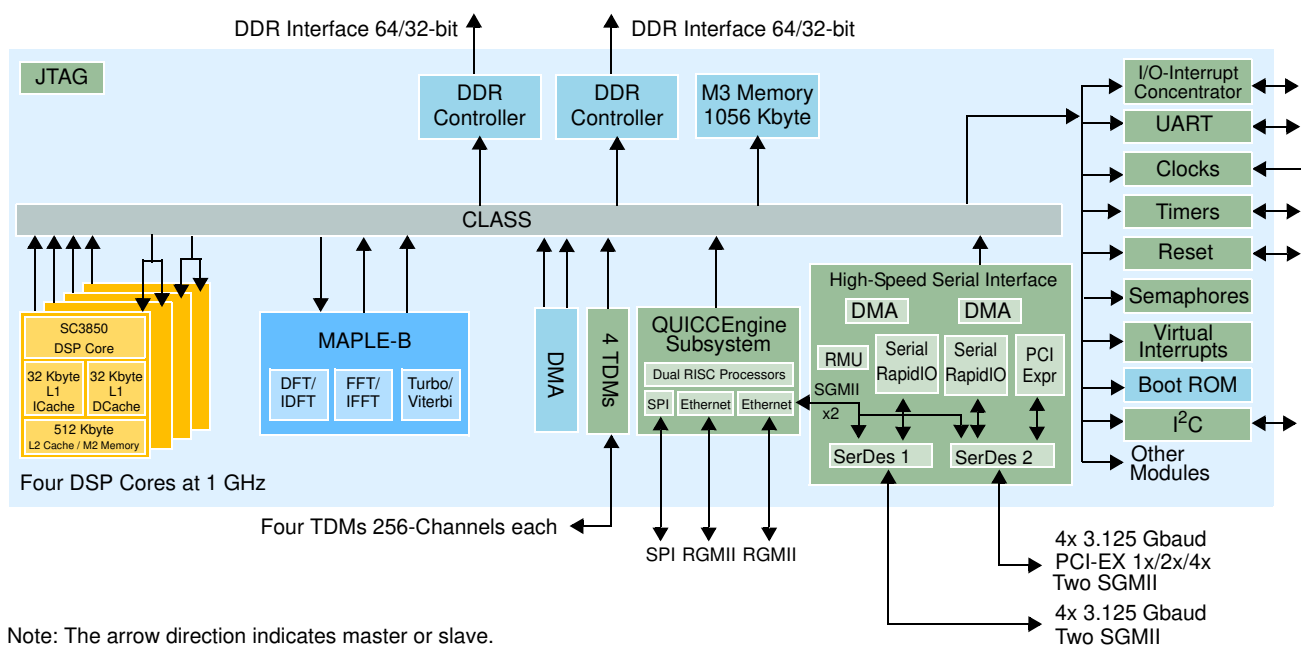 DDR Interface 64/32-bit
DDR Interface 64/32-bit
JTAG
DDR
Controller
DDR
Controller
M3 Memory
1056 Kbyte
I/O-Interrupt
Concentrator
UART
Clocks
Timers
Reset
Semaphores
Virtual
Interrupts
Boot ROM
I²C
Other
Modules
CLASS
SC3850
DSP Core
32 Kbyte
L1
ICache
32 Kbyte
L1
DCache
512 Kbyte
L2 Cache / M2 Memory
Four DSP Cores at 1 GHz
MAPLE-B
DFT/
IDFT
FFT/
IFFT
Turbo/
Viterbi
DMA
4 TDMs
QUICCEngine
Subsystem
Dual RISC Processors
SPI
Ethernet
Ethernet
High-Speed Serial Interface
DMA
DMA
RMU
Serial
RapidIO
Serial
RapidIO
PCI
Expr
SGMII
x2
SerDes 1
SerDes 2
Four TDMs 256-Channels each
SPI
RGMII
RGMII
4x 3.125 Gbaud
PCI-EX 1x/2x/4x
Two SGMII
4x 3.125 Gbaud
Two SGMII
Note: The arrow direction indicates master or slave.